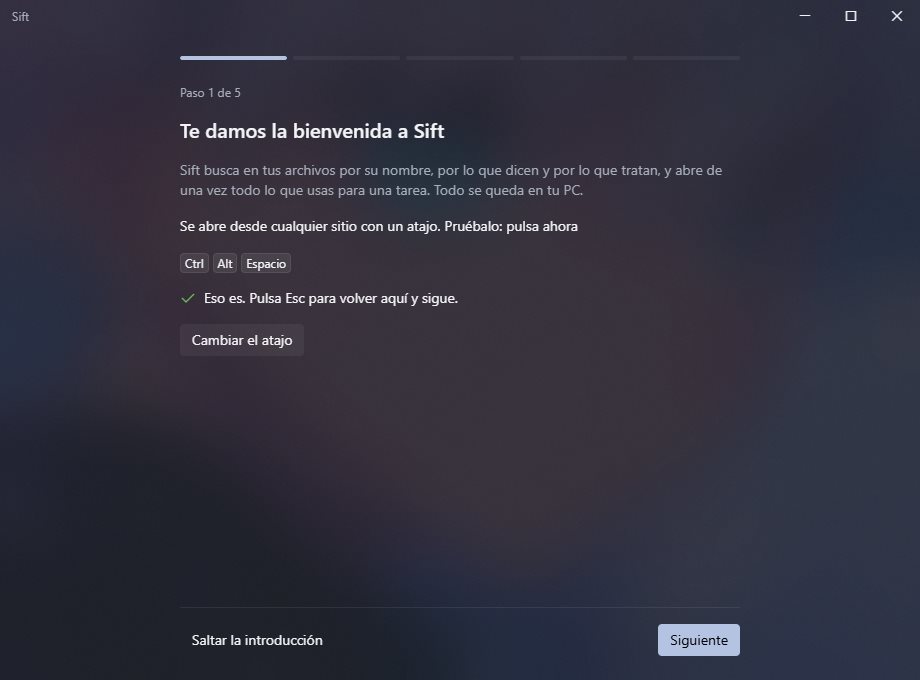 Sift
Paso 1 de 5
Te damos la bienvenida a Sift
Sift busca en tus archivos por su nombre, por lo que dicen y por lo que tratan, y abre de
una vez todo lo que usas para una tarea. Todo se queda en tu PC.
Se abre desde cualquier sitio con un atajo. Pruébalo: pulsa ahora
Ctrl Alt Espacio
Eso es. Pulsa Esc para volver aquí y sigue.
Cambiar el atajo
Saltar la introducción
Siguiente